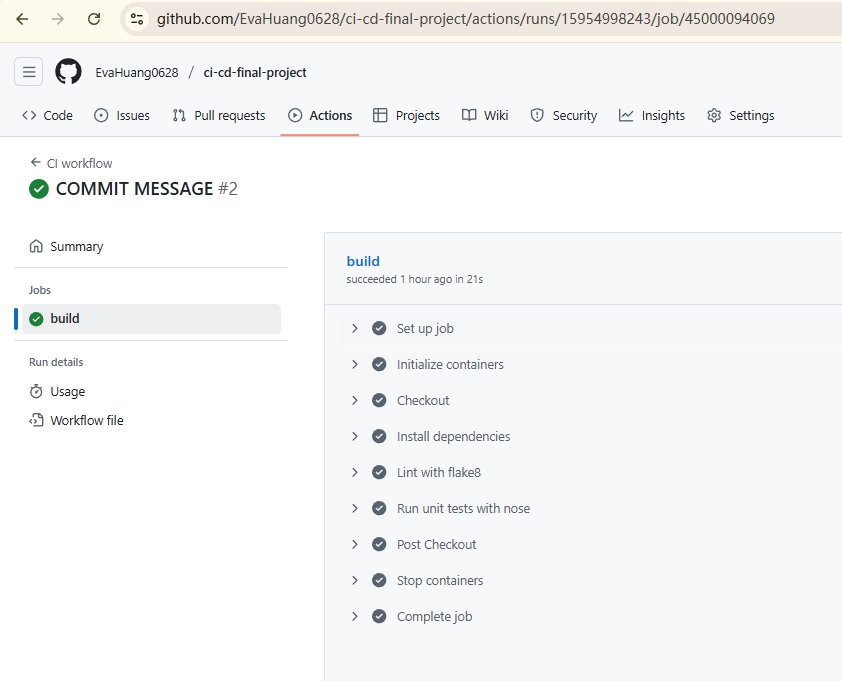 github.com/EvaHuang0628/ci-cd-final-project/actions/runs/15954998243/job/45000094069
EvaHuang0628 / ci-cd-final-project
Code Issues Pull requests Actions Projects Wiki Security Insights Settings
CI workflow
COMMIT MESSAGE #2
Summary
Jobs
build
Run details
Usage
Workflow file
build
succeeded 1 hour ago in 21s
Set up job
Initialize containers
Checkout
Install dependencies
Lint with flake8
Run unit tests with nose
Post Checkout
Stop containers
Complete job